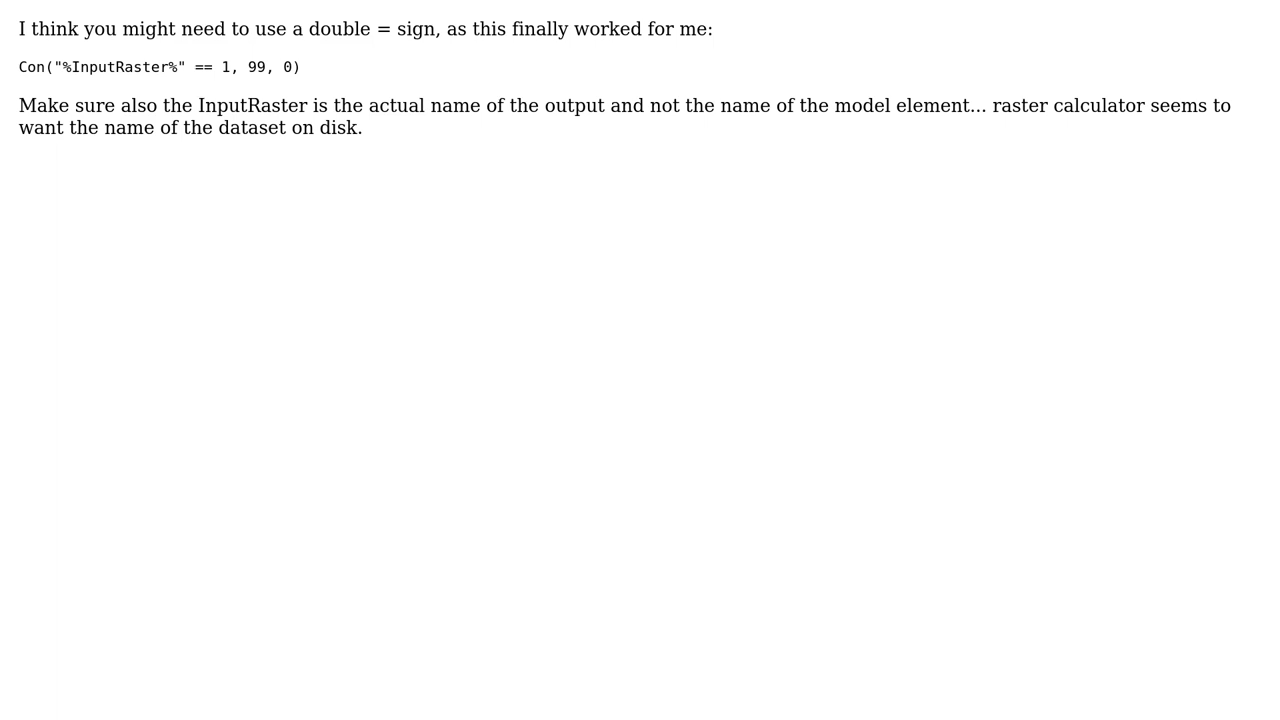 I think you might need to use a double = sign, as this finally worked for me:
Con("%InputRaster%" == 1, 99, 0)
Make sure also the InputRaster is the actual name of the output and not the name of the model element... raster calculator seems to
want the name of the dataset on disk.